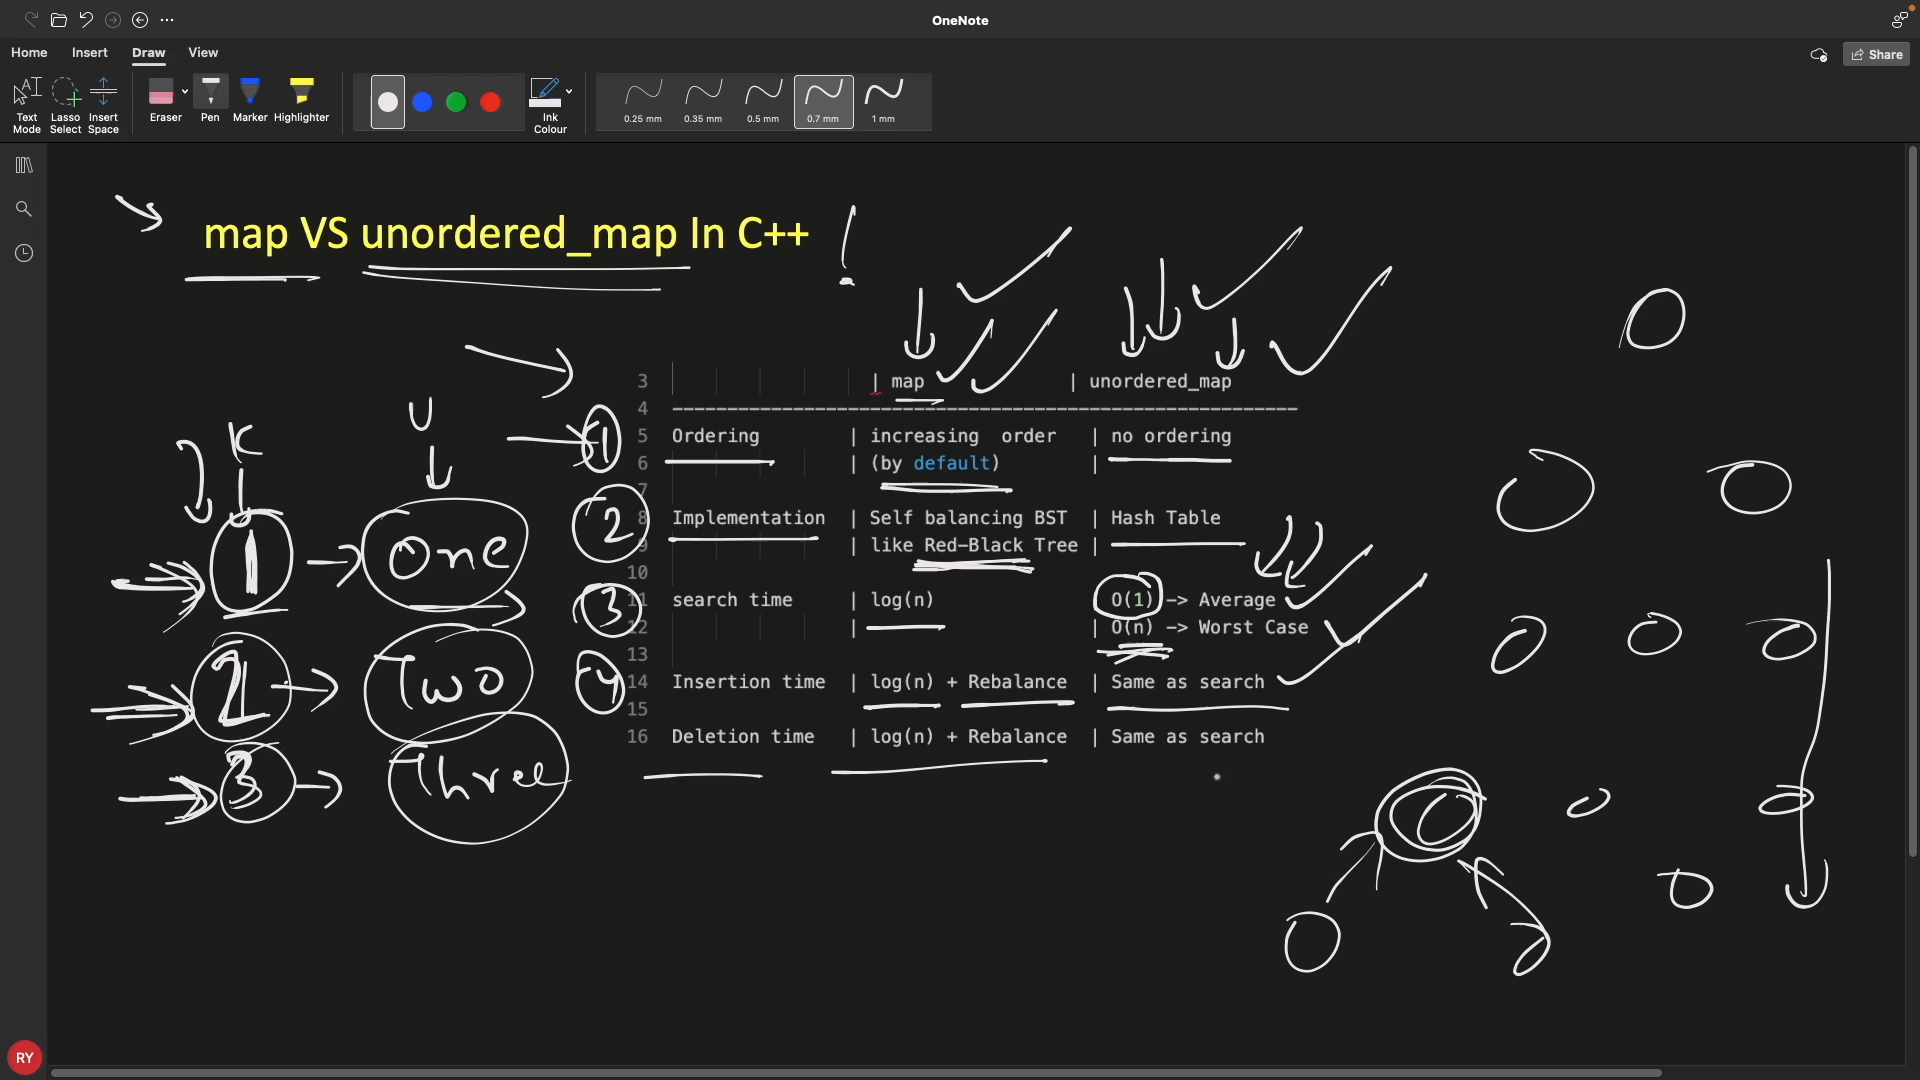 OneNote
Home Insert Draw View
Share
Text Mode
Lasso Select
Insert Space
Eraser
Pen
Marker
Highlighter
Ink Colour
0.25 mm
0.35 mm
0.5 mm
0.7 mm
1 mm
map VS unordered_map In C++ !
K
1 → One
2 → Two
3 → Three
1
2
3
4
3 | map | unordered_map
4 ---------------------------------------------------------
5 Ordering | increasing order | no ordering
6 | (by default) |
7
8 Implementation | Self balancing BST | Hash Table
9 | like Red-Black Tree |
10
11 search time | log(n) | O(1) -> Average
12 | | O(n) -> Worst Case
13
14 Insertion time | log(n) + Rebalance | Same as search
15
16 Deletion time | log(n) + Rebalance | Same as search
RY